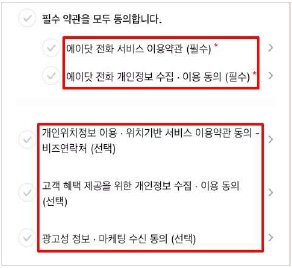 필수 약관을 모두 동의합니다.
에이닷 전화 서비스 이용약관 (필수) *
에이닷 전화 개인정보 수집 · 이용 동의 (필수) *
개인위치정보 이용 · 위치기반 서비스 이용약관 동의 -
비즈연락처 (선택)
고객 혜택 제공을 위한 개인정보 수집 · 이용 동의
(선택)
광고성 정보 · 마케팅 수신 동의 (선택)